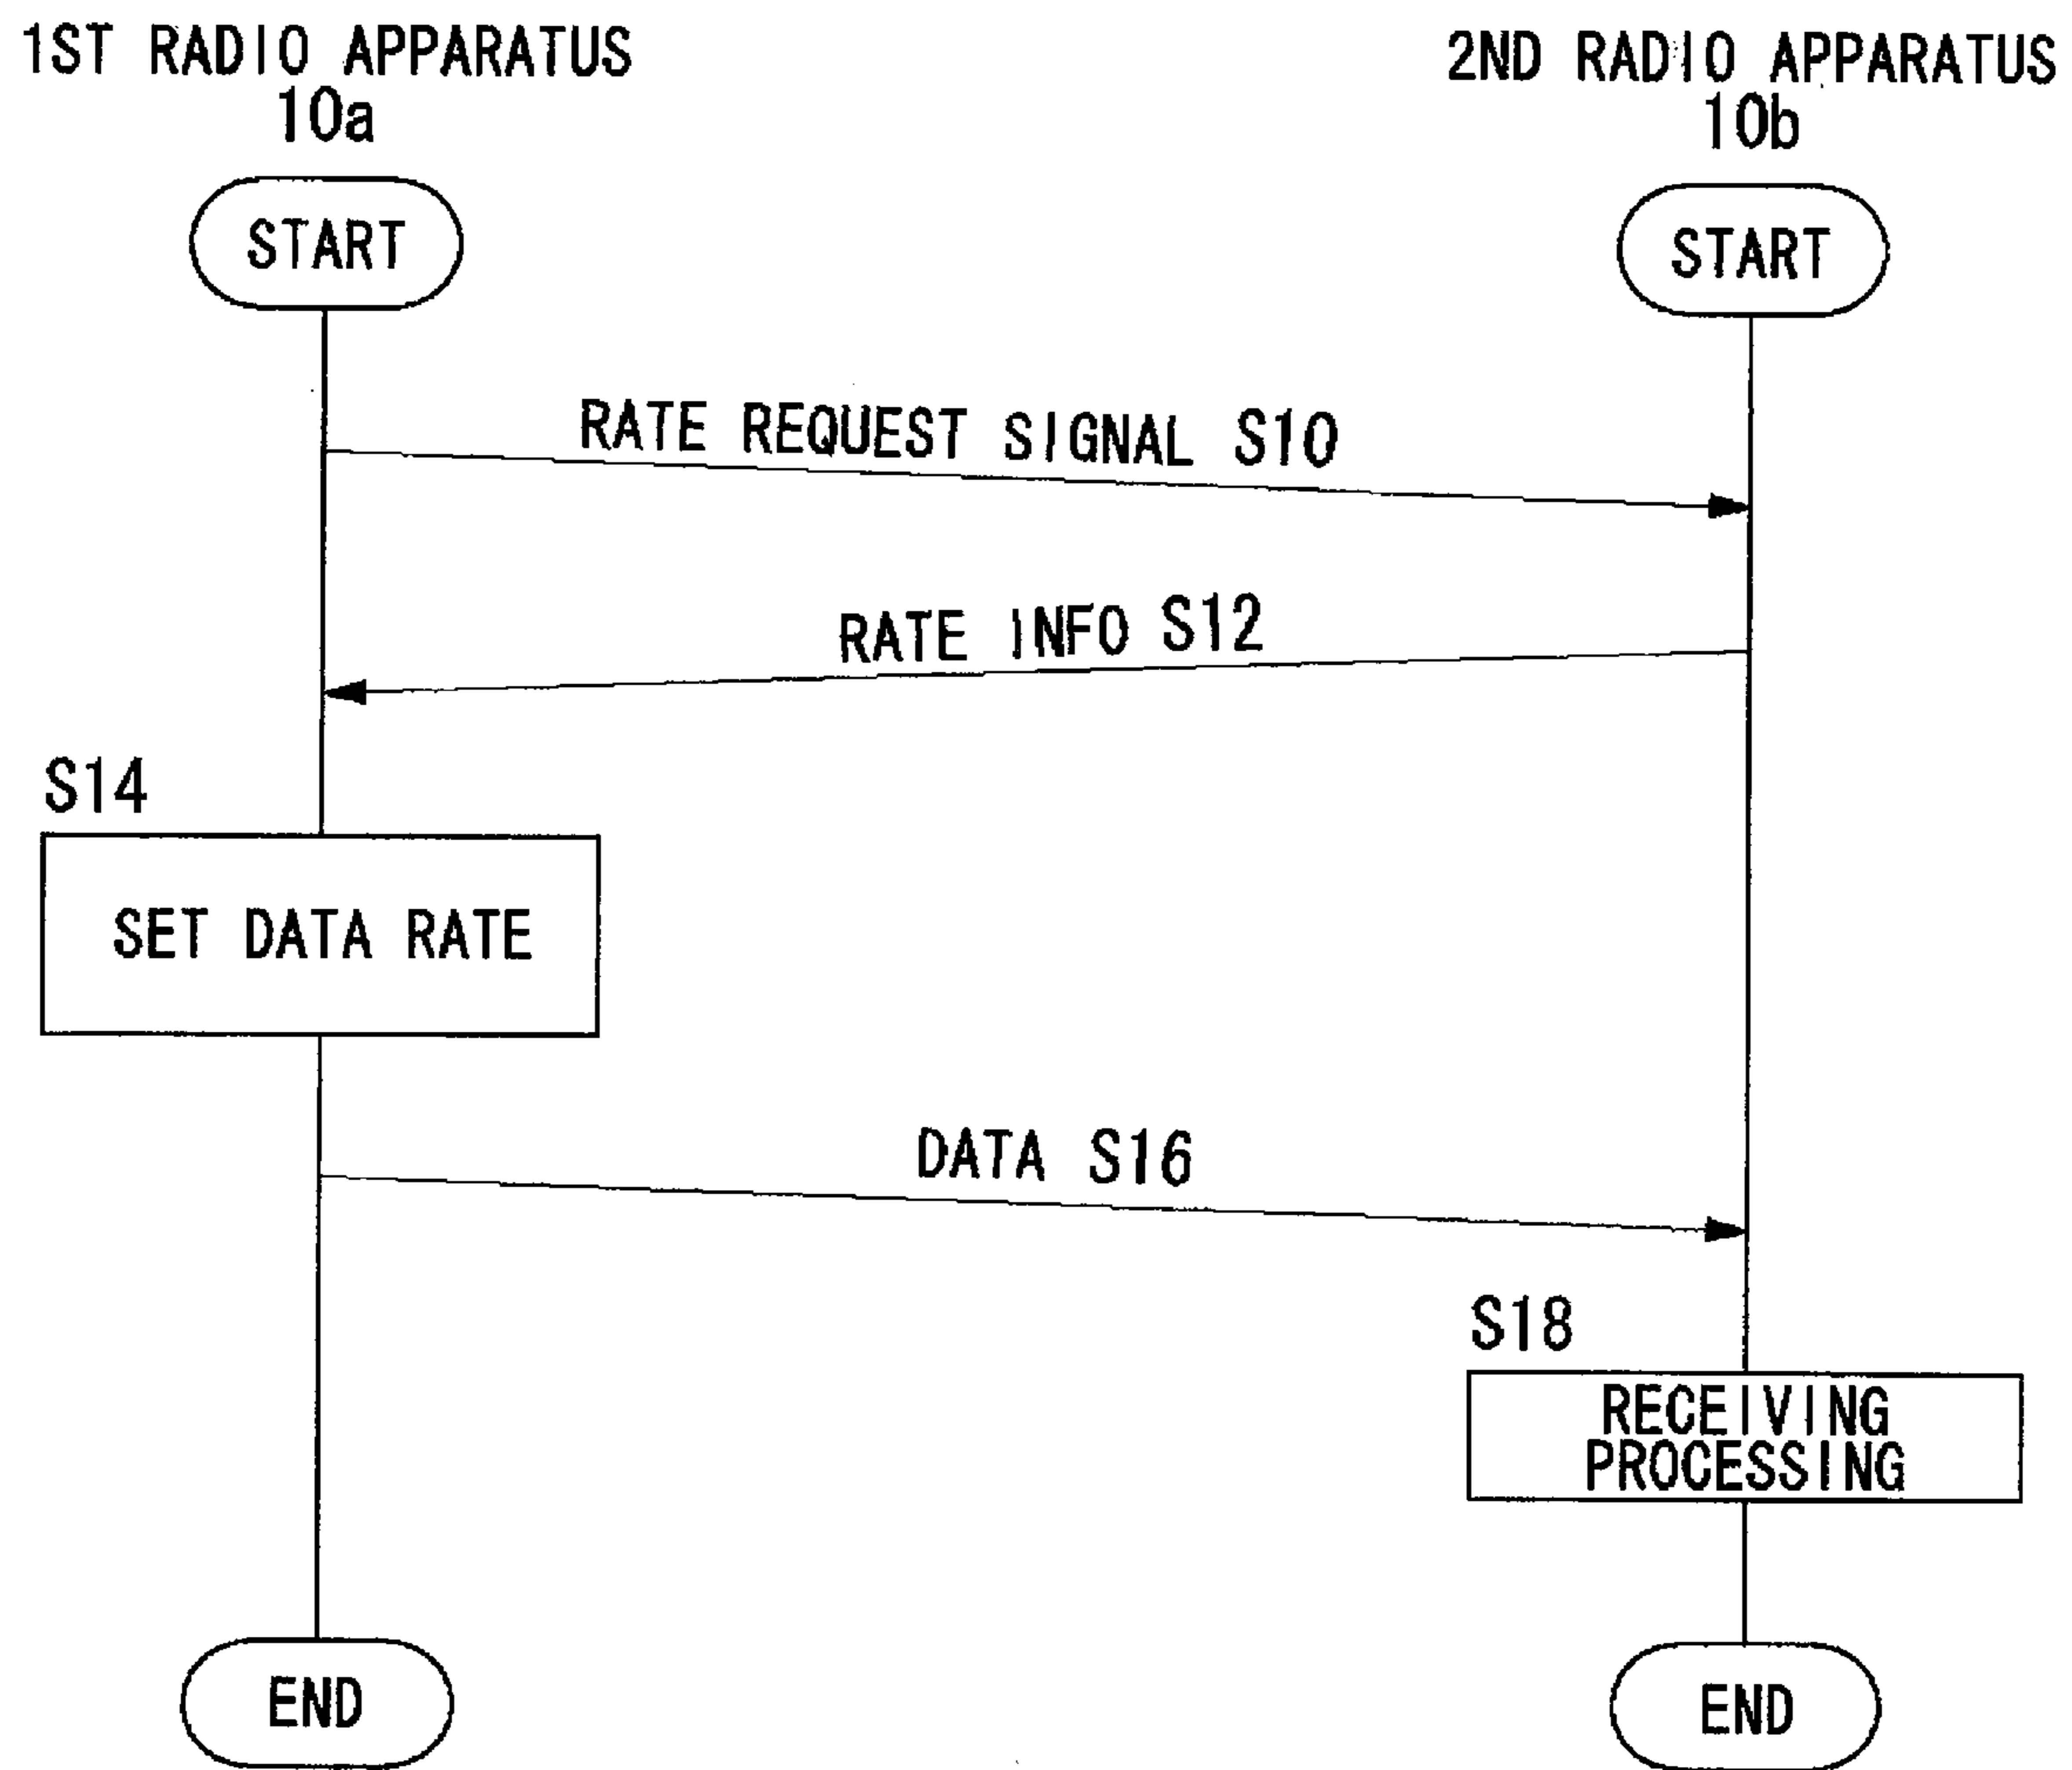 1ST RADIO APPARATUS
10a
2ND RADIO APPARATUS
10b
START
START
RATE REQUEST SIGNAL S10
RATE INFO S12
S14
SET DATA RATE
DATA S16
S18
RECEIVING
PROCESSING
END
END